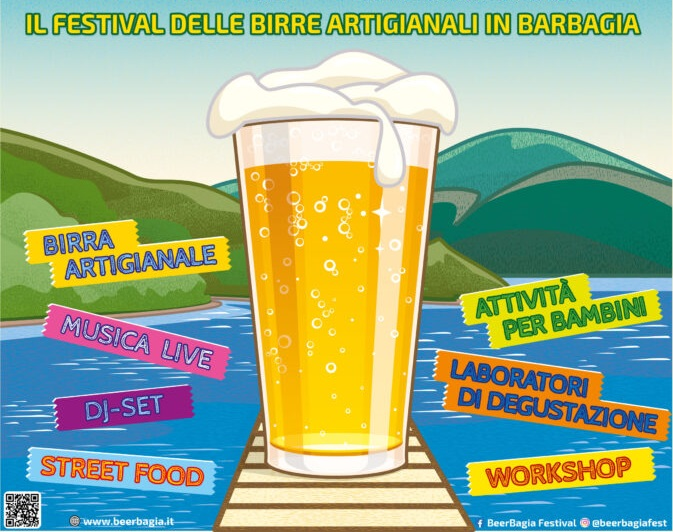 IL FESTIVAL DELLE BIRRE ARTIGIANALI IN BARBAGIA
BIRRA
ARTIGIANALE
MUSICA LIVE
DJ-SET
STREET FOOD
ATTIVITÀ
PER BAMBINI
LABORATORI
DI DEGUSTAZIONE
WORKSHOP
www.beerbagia.it
BeerBagia Festival @beerbagiafest